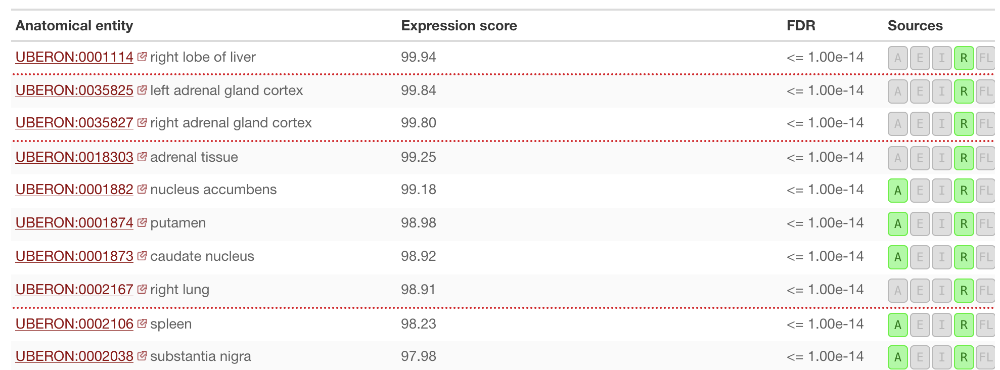 Anatomical entity Expression score FDR Sources
UBERON:0001114 right lobe of liver 99.94 <= 1.00e-14 A E I R FL
UBERON:0035825 left adrenal gland cortex 99.84 <= 1.00e-14 A E I R FL
UBERON:0035827 right adrenal gland cortex 99.80 <= 1.00e-14 A E I R FL
UBERON:0018303 adrenal tissue 99.25 <= 1.00e-14 A E I R FL
UBERON:0001882 nucleus accumbens 99.18 <= 1.00e-14 A E I R FL
UBERON:0001874 putamen 98.98 <= 1.00e-14 A E I R FL
UBERON:0001873 caudate nucleus 98.92 <= 1.00e-14 A E I R FL
UBERON:0002167 right lung 98.91 <= 1.00e-14 A E I R FL
UBERON:0002106 spleen 98.23 <= 1.00e-14 A E I R FL
UBERON:0002038 substantia nigra 97.98 <= 1.00e-14 A E I R FL